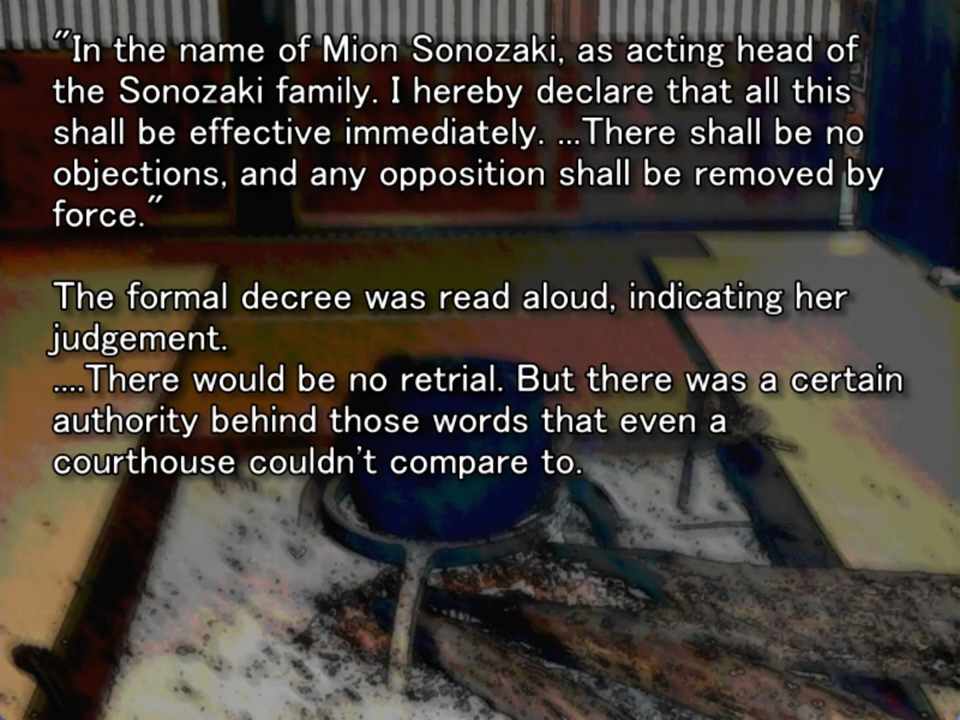 "In the name of Mion Sonozaki, as acting head of
the Sonozaki family. I hereby declare that all this
shall be effective immediately. ...There shall be no
objections, and any opposition shall be removed by
force."
The formal decree was read aloud, indicating her
judgement.
....There would be no retrial. But there was a certain
authority behind those words that even a
courthouse couldn't compare to.